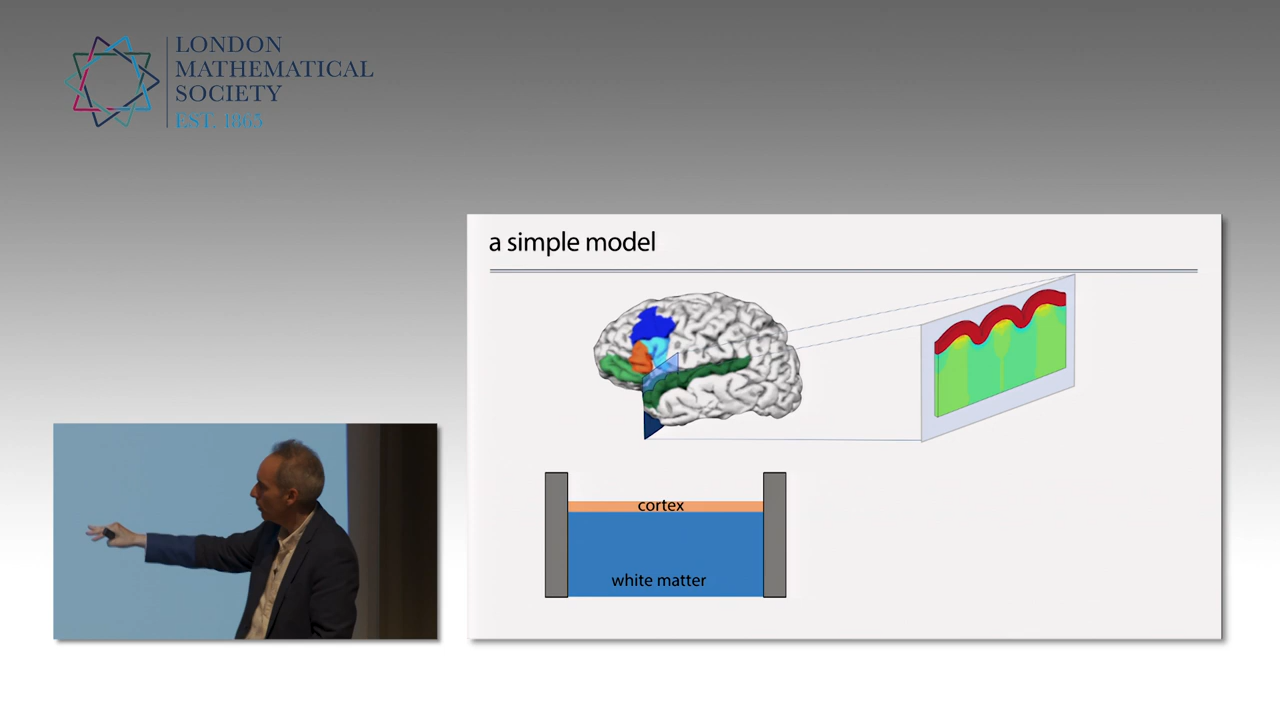 LONDON
MATHEMATICAL
SOCIETY
EST. 1865
a simple model
cortex
white matter